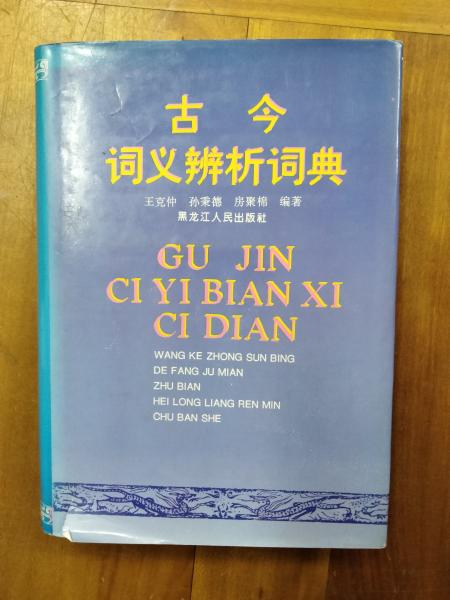 古今
词义辨析词典
王克仲 孙秉德 房聚棉 编著
黑龙江人民出版社
GU JIN
CI YI BIAN XI
CI DIAN
WANG KE ZHONG SUN BING
DE FANG JU MIAN
ZHU BIAN
HEI LONG LIANG REN MIN
CHU BAN SHE